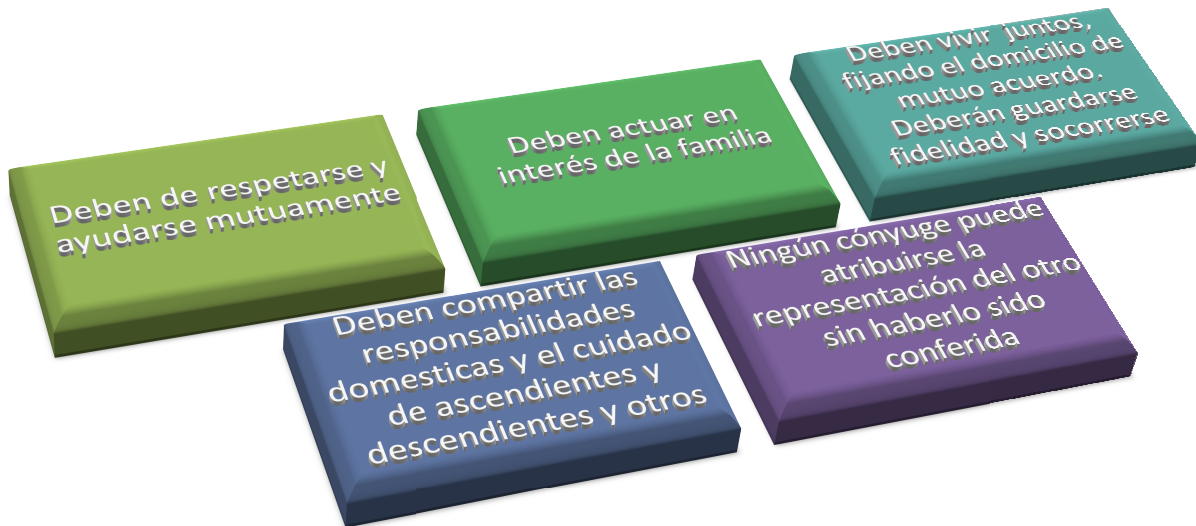 Deben de respetarse y
ayudarse mutuamente
Deben actuar en
interés de la familia
Deben vivir juntos,
fijando el domicilio de
mutuo acuerdo.
Deberán guardarse
fidelidad y socorrerse
Deben compartir las
responsabilidades
domesticas y el cuidado
de ascendientes y
descendientes y otros
Ningún cónyuge puede
atribuirse la
representación del otro
sin haberlo sido
conferida